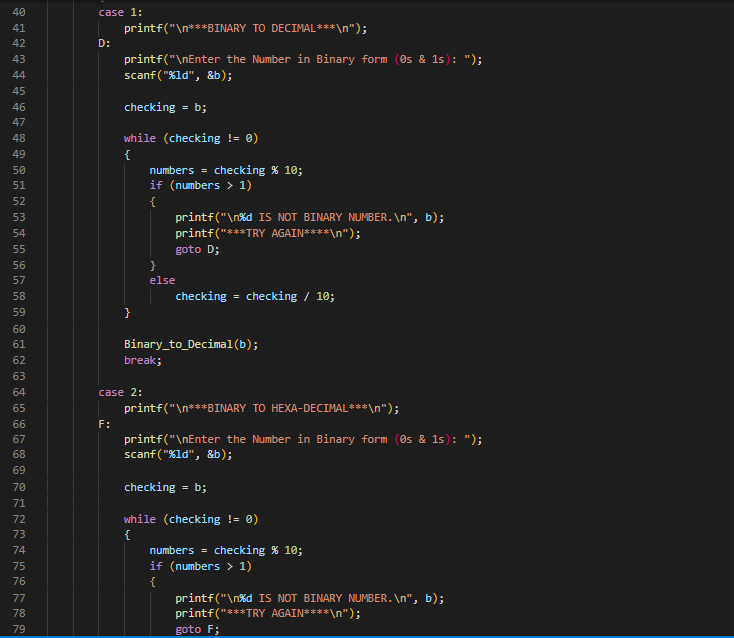 40 case 1:
41 printf("\n***BINARY TO DECIMAL***\n");
42 D:
43 printf("\nEnter the Number in Binary form (0s & 1s): ");
44 scanf("%ld", &b);
45
46 checking = b;
47
48 while (checking != 0)
49 {
50 numbers = checking % 10;
51 if (numbers > 1)
52 {
53 printf("\n%d IS NOT BINARY NUMBER.\n", b);
54 printf("***TRY AGAIN****\n");
55 goto D;
56 }
57 else
58 checking = checking / 10;
59 }
60
61 Binary_to_Decimal(b);
62 break;
63
64 case 2:
65 printf("\n***BINARY TO HEXA-DECIMAL***\n");
66 F:
67 printf("\nEnter the Number in Binary form (0s & 1s): ");
68 scanf("%ld", &b);
69
70 checking = b;
71
72 while (checking != 0)
73 {
74 numbers = checking % 10;
75 if (numbers > 1)
76 {
77 printf("\n%d IS NOT BINARY NUMBER.\n", b);
78 printf("***TRY AGAIN****\n");
79 goto F;